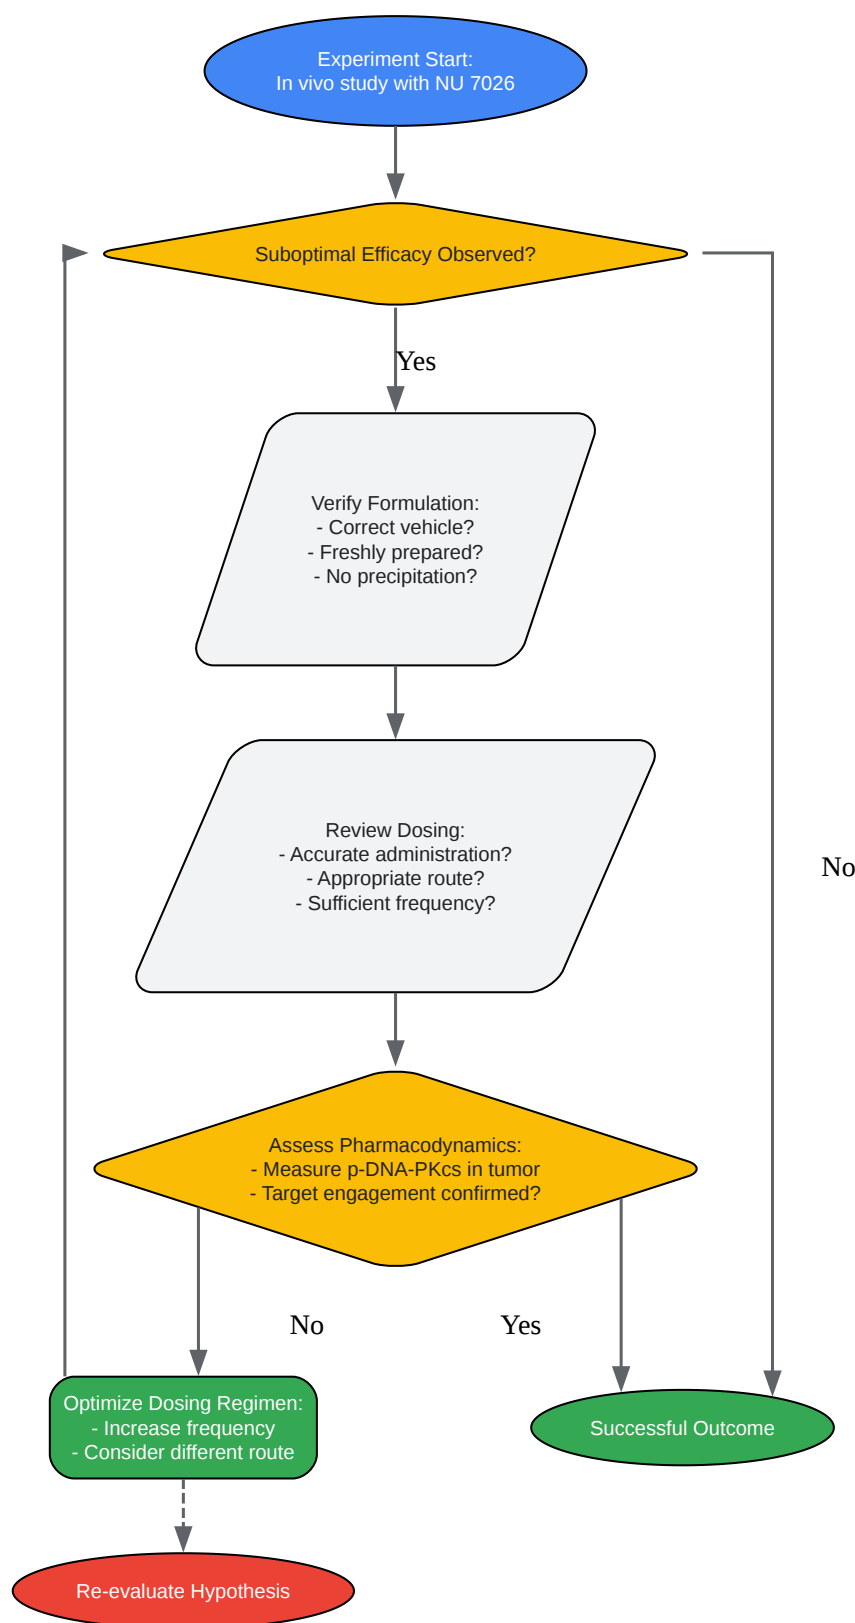 Experiment Start:
In vivo study with NU 7026
Suboptimal Efficacy Observed?
Yes
Verify Formulation:
- Correct vehicle?
- Freshly prepared?
- No precipitation?
Review Dosing:
- Accurate administration?
- Appropriate route?
- Sufficient frequency?
No
Assess Pharmacodynamics:
- Measure p-DNA-PKcs in tumor
- Target engagement confirmed?
No
Yes
Optimize Dosing Regimen:
- Increase frequency
- Consider different route
Successful Outcome
Re-evaluate Hypothesis